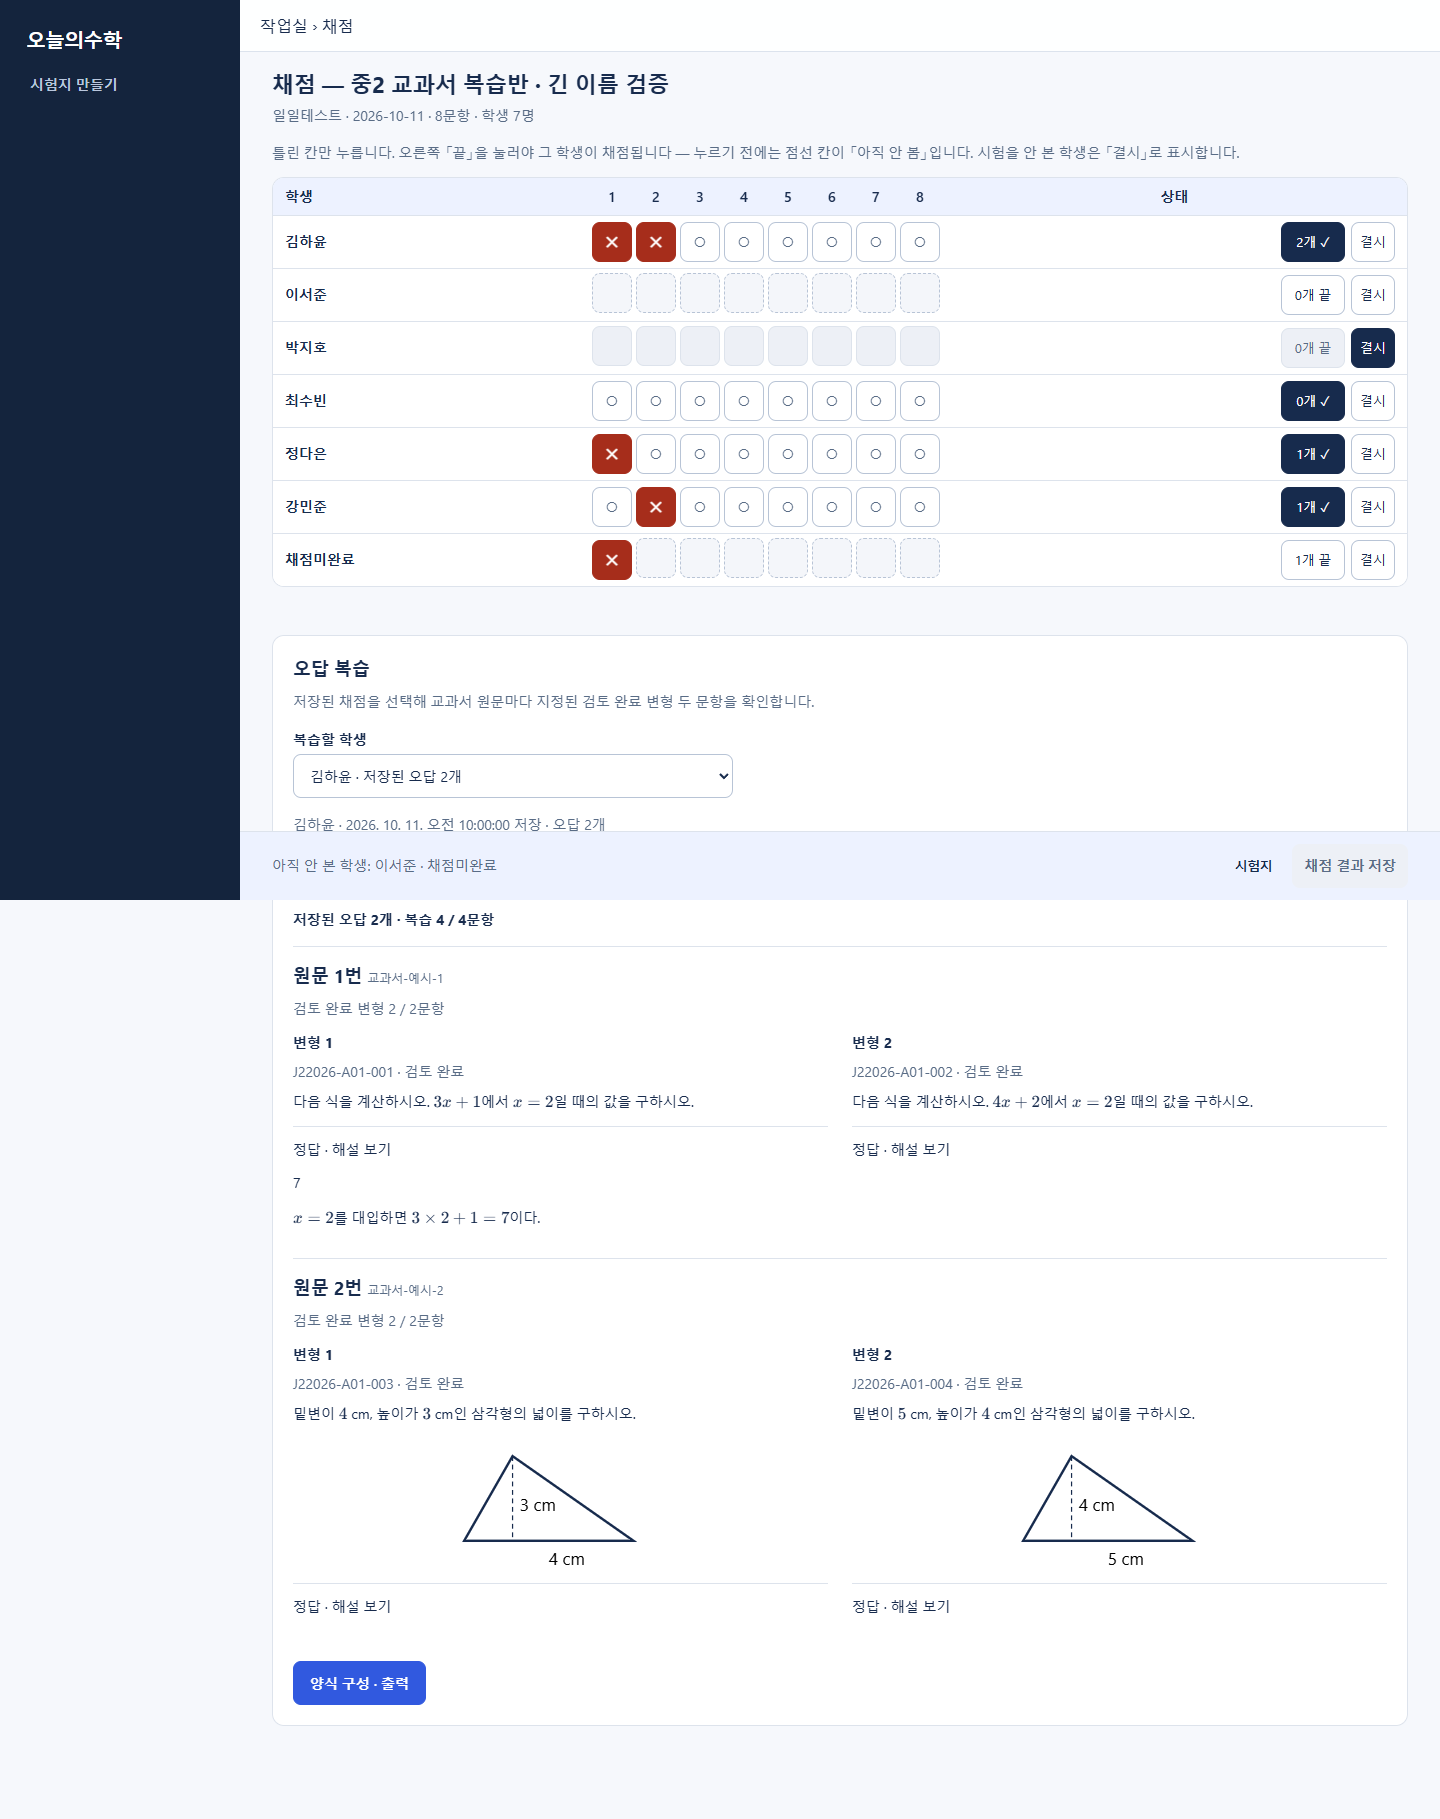 오늘의수학
시험지 만들기
작업실 › 채점
채점 — 중2 교과서 복습반 · 긴 이름 검증
일일테스트 · 2026-10-11 · 8문항 · 학생 7명
틀린 칸만 누릅니다. 오른쪽 「끝」을 눌러야 그 학생이 채점됩니다 — 누르기 전에는 점선 칸이 「아직 안 봄」입니다. 시험을 안 본 학생은 「결시」로 표시합니다.
학생 1 2 3 4 5 6 7 8 상태
김하윤 ✕ ✕ ○ ○ ○ ○ ○ ○ 2개 ✓ 결시
이서준 0개 끝 결시
박지호 0개 끝 결시
최수빈 ○ ○ ○ ○ ○ ○ ○ ○ 0개 ✓ 결시
정다은 ✕ ○ ○ ○ ○ ○ ○ ○ 1개 ✓ 결시
강민준 ○ ✕ ○ ○ ○ ○ ○ ○ 1개 ✓ 결시
채점미완료 ✕ 1개 끝 결시
오답 복습
저장된 채점을 선택해 교과서 원문마다 지정된 검토 완료 변형 두 문항을 확인합니다.
복습할 학생
김하윤 · 저장된 오답 2개
김하윤 · 2026. 10. 11. 오전 10:00:00 저장 · 오답 2개
아직 안 본 학생: 이서준 · 채점미완료
시험지
채점 결과 저장
저장된 오답 2개 · 복습 4 / 4문항
원문 1번 교과서-예시-1
검토 완료 변형 2 / 2문항
변형 1
J22026-A01-001 · 검토 완료
다음 식을 계산하시오. 3x + 1에서 x = 2일 때의 값을 구하시오.
정답 · 해설 보기
7
x = 2를 대입하면 3 × 2 + 1 = 7이다.
변형 2
J22026-A01-002 · 검토 완료
다음 식을 계산하시오. 4x + 2에서 x = 2일 때의 값을 구하시오.
정답 · 해설 보기
원문 2번 교과서-예시-2
검토 완료 변형 2 / 2문항
변형 1
J22026-A01-003 · 검토 완료
밑변이 4 cm, 높이가 3 cm인 삼각형의 넓이를 구하시오.
3 cm
4 cm
정답 · 해설 보기
변형 2
J22026-A01-004 · 검토 완료
밑변이 5 cm, 높이가 4 cm인 삼각형의 넓이를 구하시오.
4 cm
5 cm
정답 · 해설 보기
양식 구성 · 출력